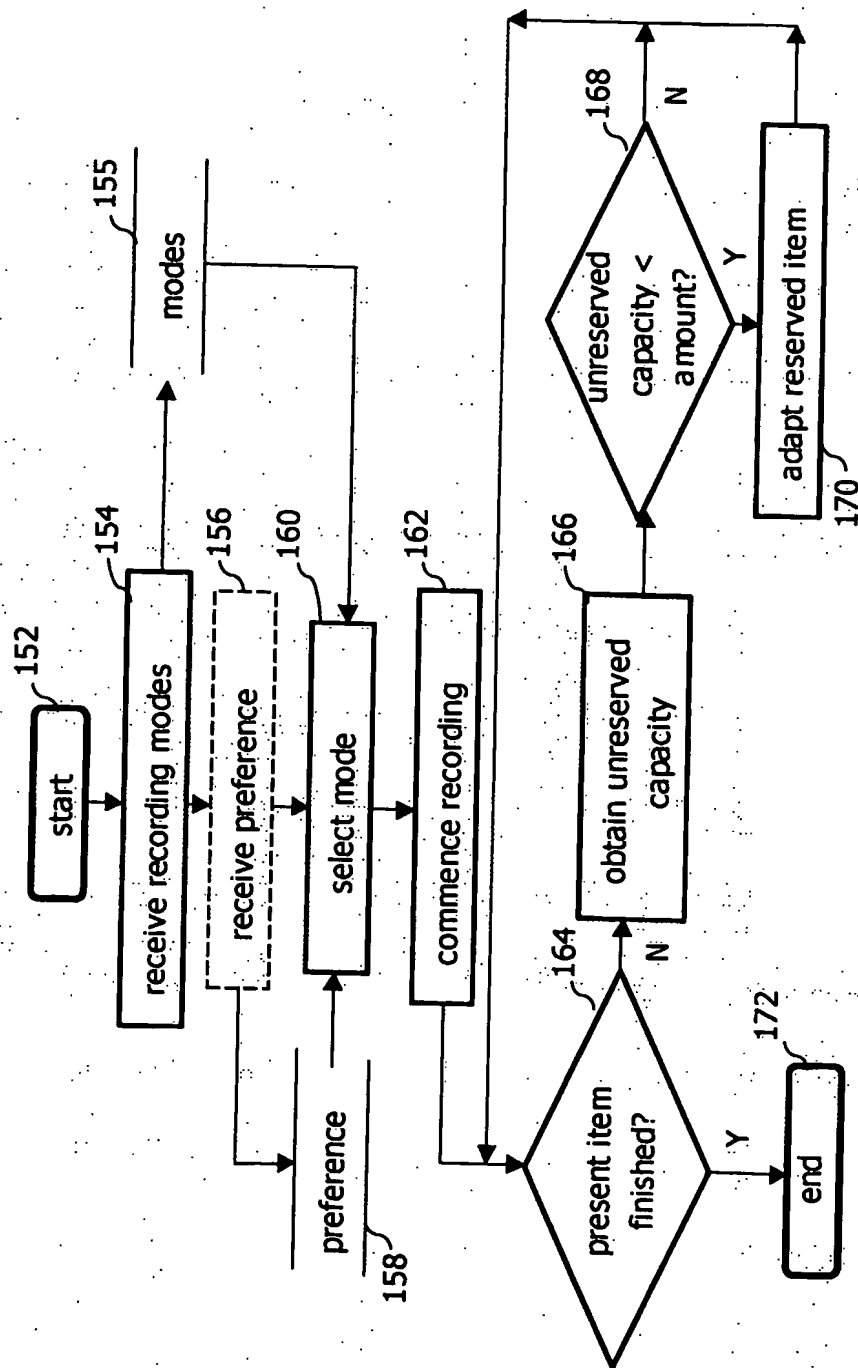 152
start
154
receive recording modes
155
modes
156
receive preference
158
preference
160
select mode
162
commence recording
164
present item
finished?
N
Y
166
obtain unreserved
capacity
168
unreserved
capacity <
amount?
N
Y
170
adapt reserved item
172
end